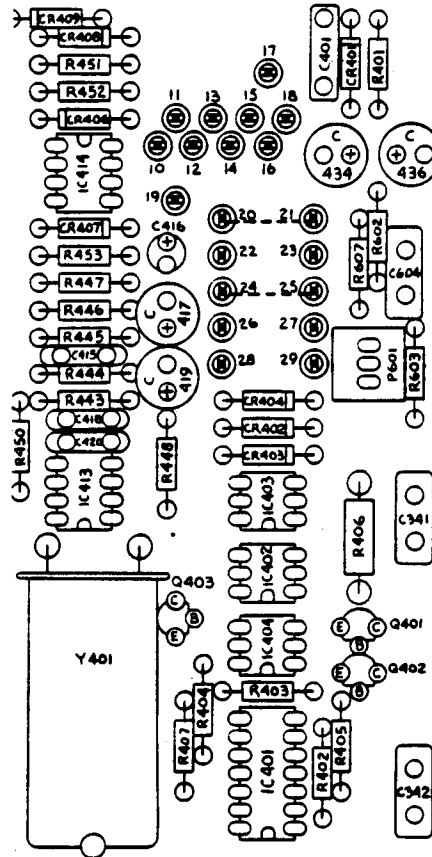 CR409
CR408
R451
R452
CR406
IC414
CR407
R453
R447
R446
R445
C415
R444
R443
C418
C420
R450
IC413
R448
C416
C
417
C
419
10
11
12
13
14
15
16
17
18
19
20
21
22
23
24
25
26
27
28
29
C401
CR401
R401
C
434
C
436
R602
R607
C604
P601
R603
CR404
CR402
CR403
IC403
IC402
IC404
R403
IC401
R406
C341
Q401
E
C
B
Q402
E
C
B
Q403
C
B
E
Y401
R404
R407
R402
R405
C342